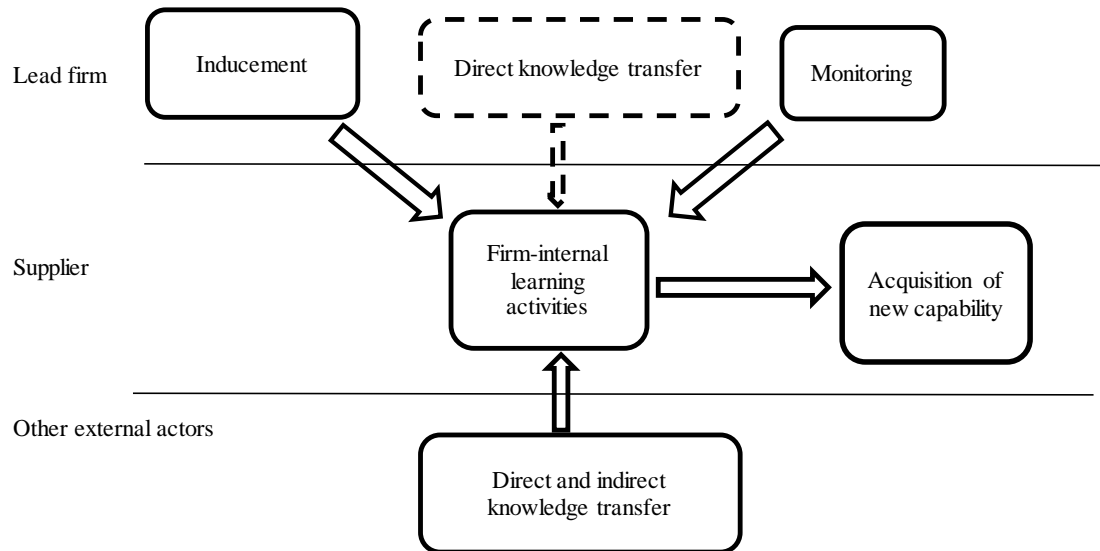 Lead firm
Inducement
Direct knowledge transfer
Monitoring
Supplier
Firm-internal
learning
activities
Acquisition of
new capability
Other external actors
Direct and indirect
knowledge transfer